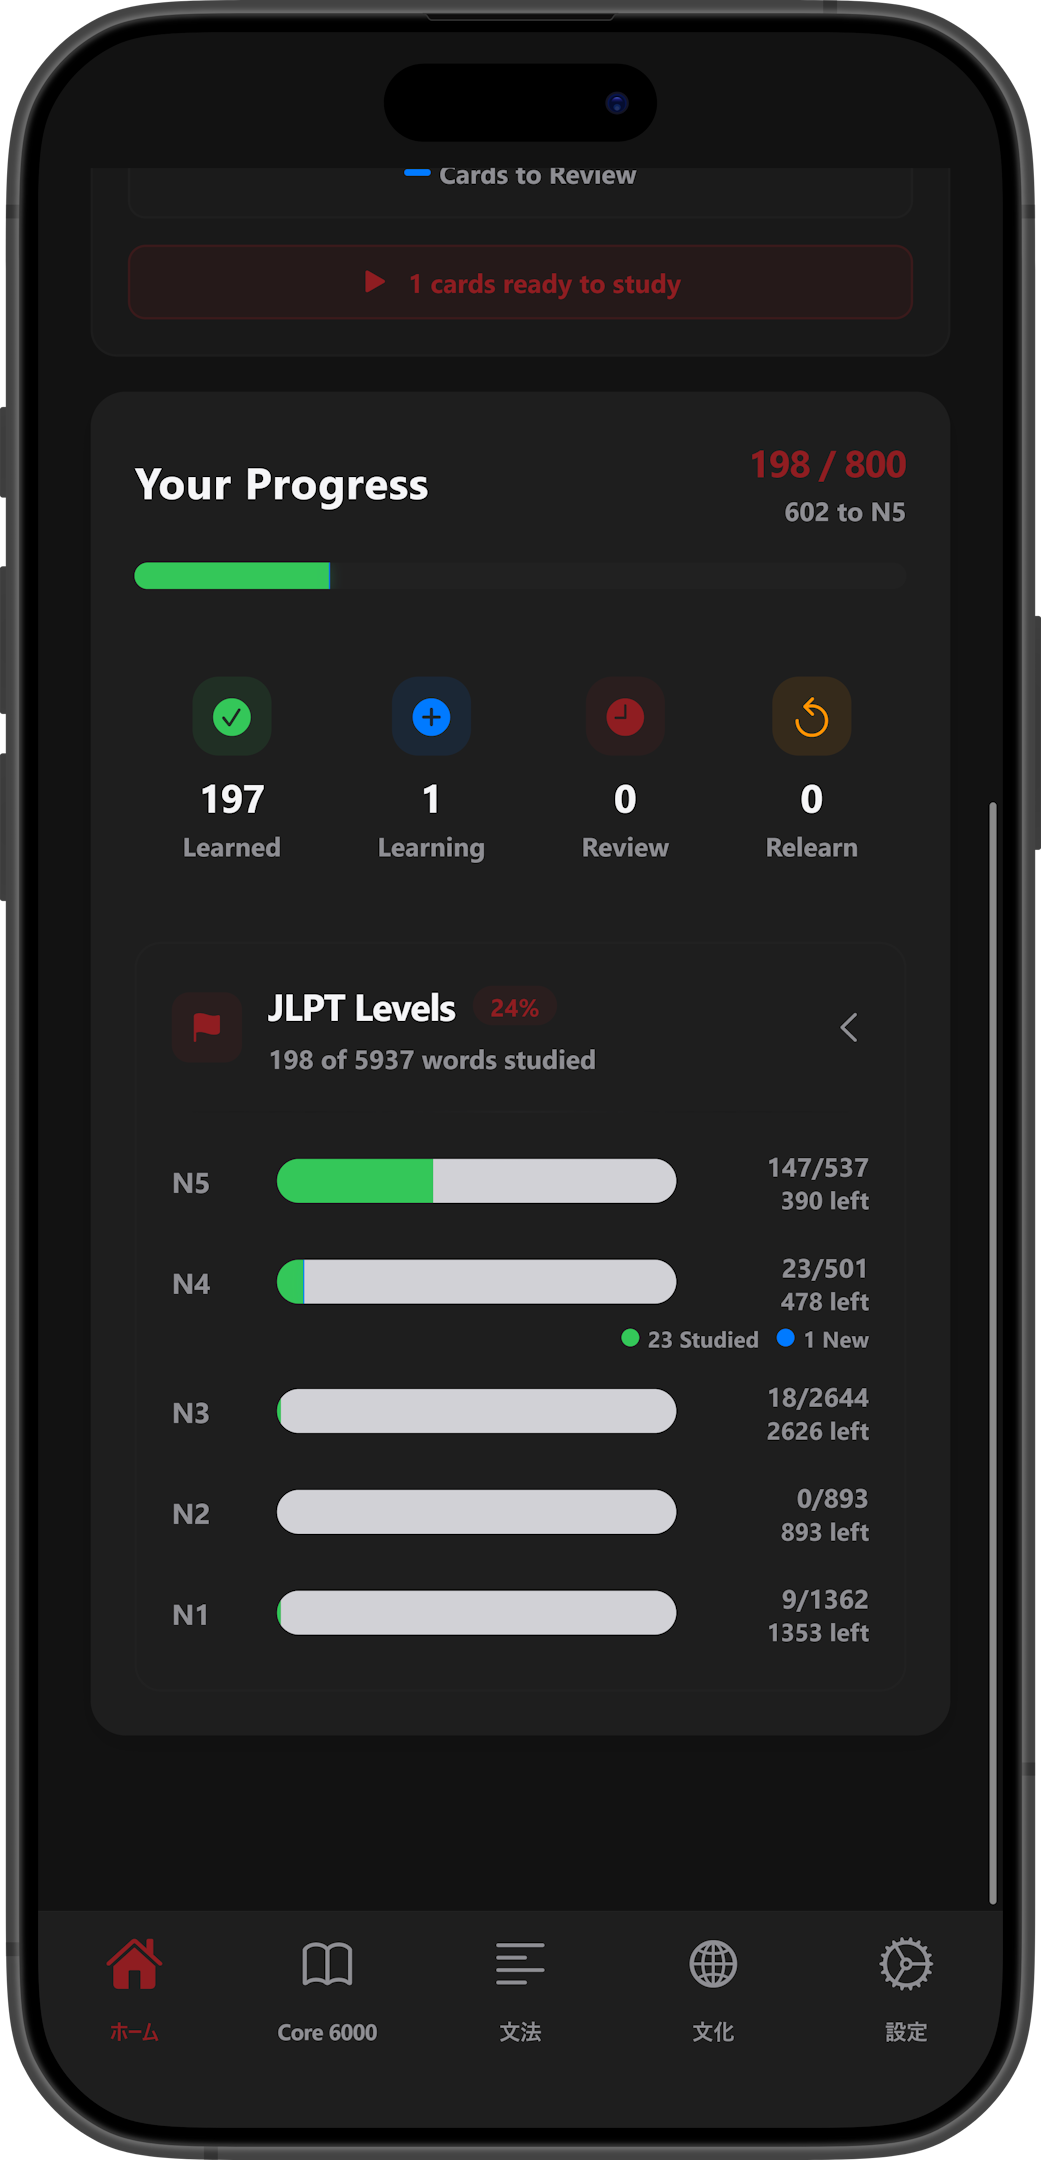 Cards to Review
1 cards ready to study
Your Progress
198 / 800
602 to N5
197
Learned
1
Learning
0
Review
0
Relearn
JLPT Levels
24%
198 of 5937 words studied
N5
147/537
390 left
N4
23/501
478 left
23 Studied
1 New
N3
18/2644
2626 left
N2
0/893
893 left
N1
9/1362
1353 left
ホーム
Core 6000
文法
文化
設定